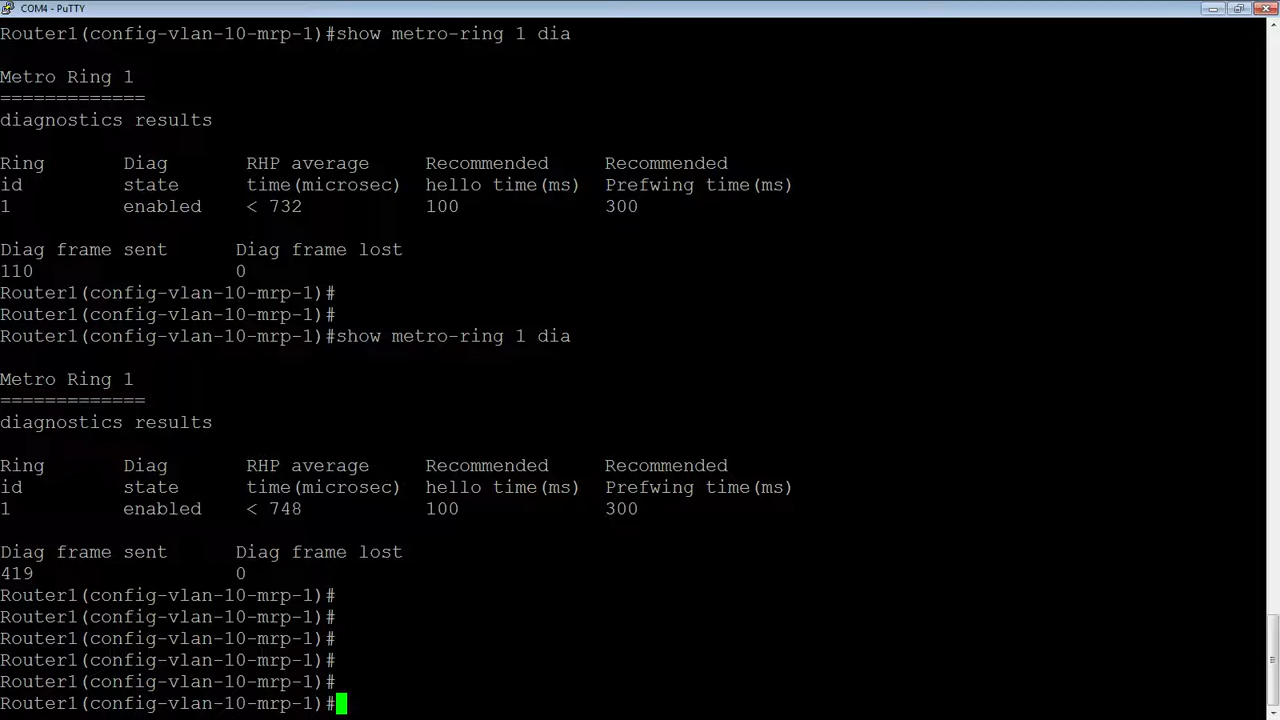 COM4 - PuTTY
Router1(config-vlan-10-mrp-1)#show metro-ring 1 dia
Metro Ring 1
=============
diagnostics results
Ring Diag RHP average Recommended Recommended
id state time(microsec) hello time(ms) Prefwing time(ms)
1 enabled < 732 100 300
Diag frame sent Diag frame lost
110 0
Router1(config-vlan-10-mrp-1)#
Router1(config-vlan-10-mrp-1)#
Router1(config-vlan-10-mrp-1)#show metro-ring 1 dia
Metro Ring 1
=============
diagnostics results
Ring Diag RHP average Recommended Recommended
id state time(microsec) hello time(ms) Prefwing time(ms)
1 enabled < 748 100 300
Diag frame sent Diag frame lost
419 0
Router1(config-vlan-10-mrp-1)#
Router1(config-vlan-10-mrp-1)#
Router1(config-vlan-10-mrp-1)#
Router1(config-vlan-10-mrp-1)#
Router1(config-vlan-10-mrp-1)#
Router1(config-vlan-10-mrp-1)#